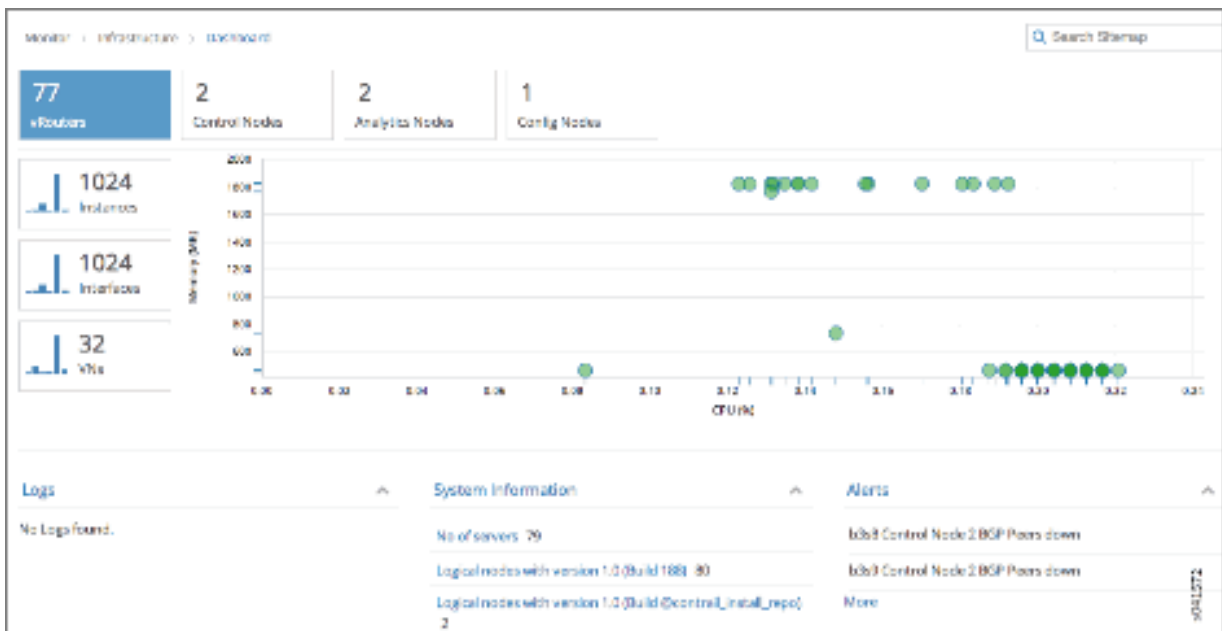 Monitor > Infrastructure > Dashboard
Search Sitemap
77
vRouters
2
Control Nodes
2
Analytics Nodes
1
Config Nodes
1024
Instances
1024
Interfaces
32
VNs
2000
1800
1600
1400
1200
1000
800
600
Memory (MB)
0.00 0.02 0.08 0.10 0.12 0.14 0.16 0.18 0.20 0.22 0.24
CPU (%)
Logs
No Logs found.
System Information
No of servers 79
Logical nodes with version 1.0 (Build 188) 80
Logical nodes with version 1.0 (Build @contrail_install_repo)
2
Alerts
b3s8 Control Node 2 BGP Peers down
b3s9 Control Node 2 BGP Peers down
More
s041572